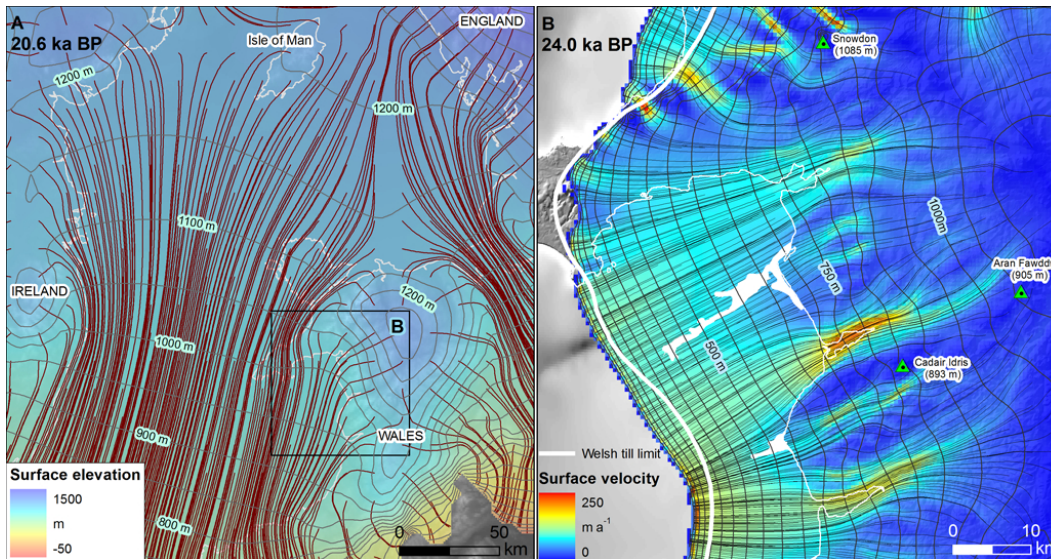 A
20.6 ka BP
Isle of Man
ENGLAND
1200 m
1200 m
1100 m
1200 m
IRELAND
B
1000 m
900 m
WALES
800 m
Surface elevation
1500
m
-50
0 50
km
B
24.0 ka BP
Snowdon
(1085 m)
1000m
Aran Fawddy
(905 m)
750 m
500 m
Cadair Idris
(893 m)
Welsh till limit
Surface velocity
250
m a⁻¹
0
0 10
km